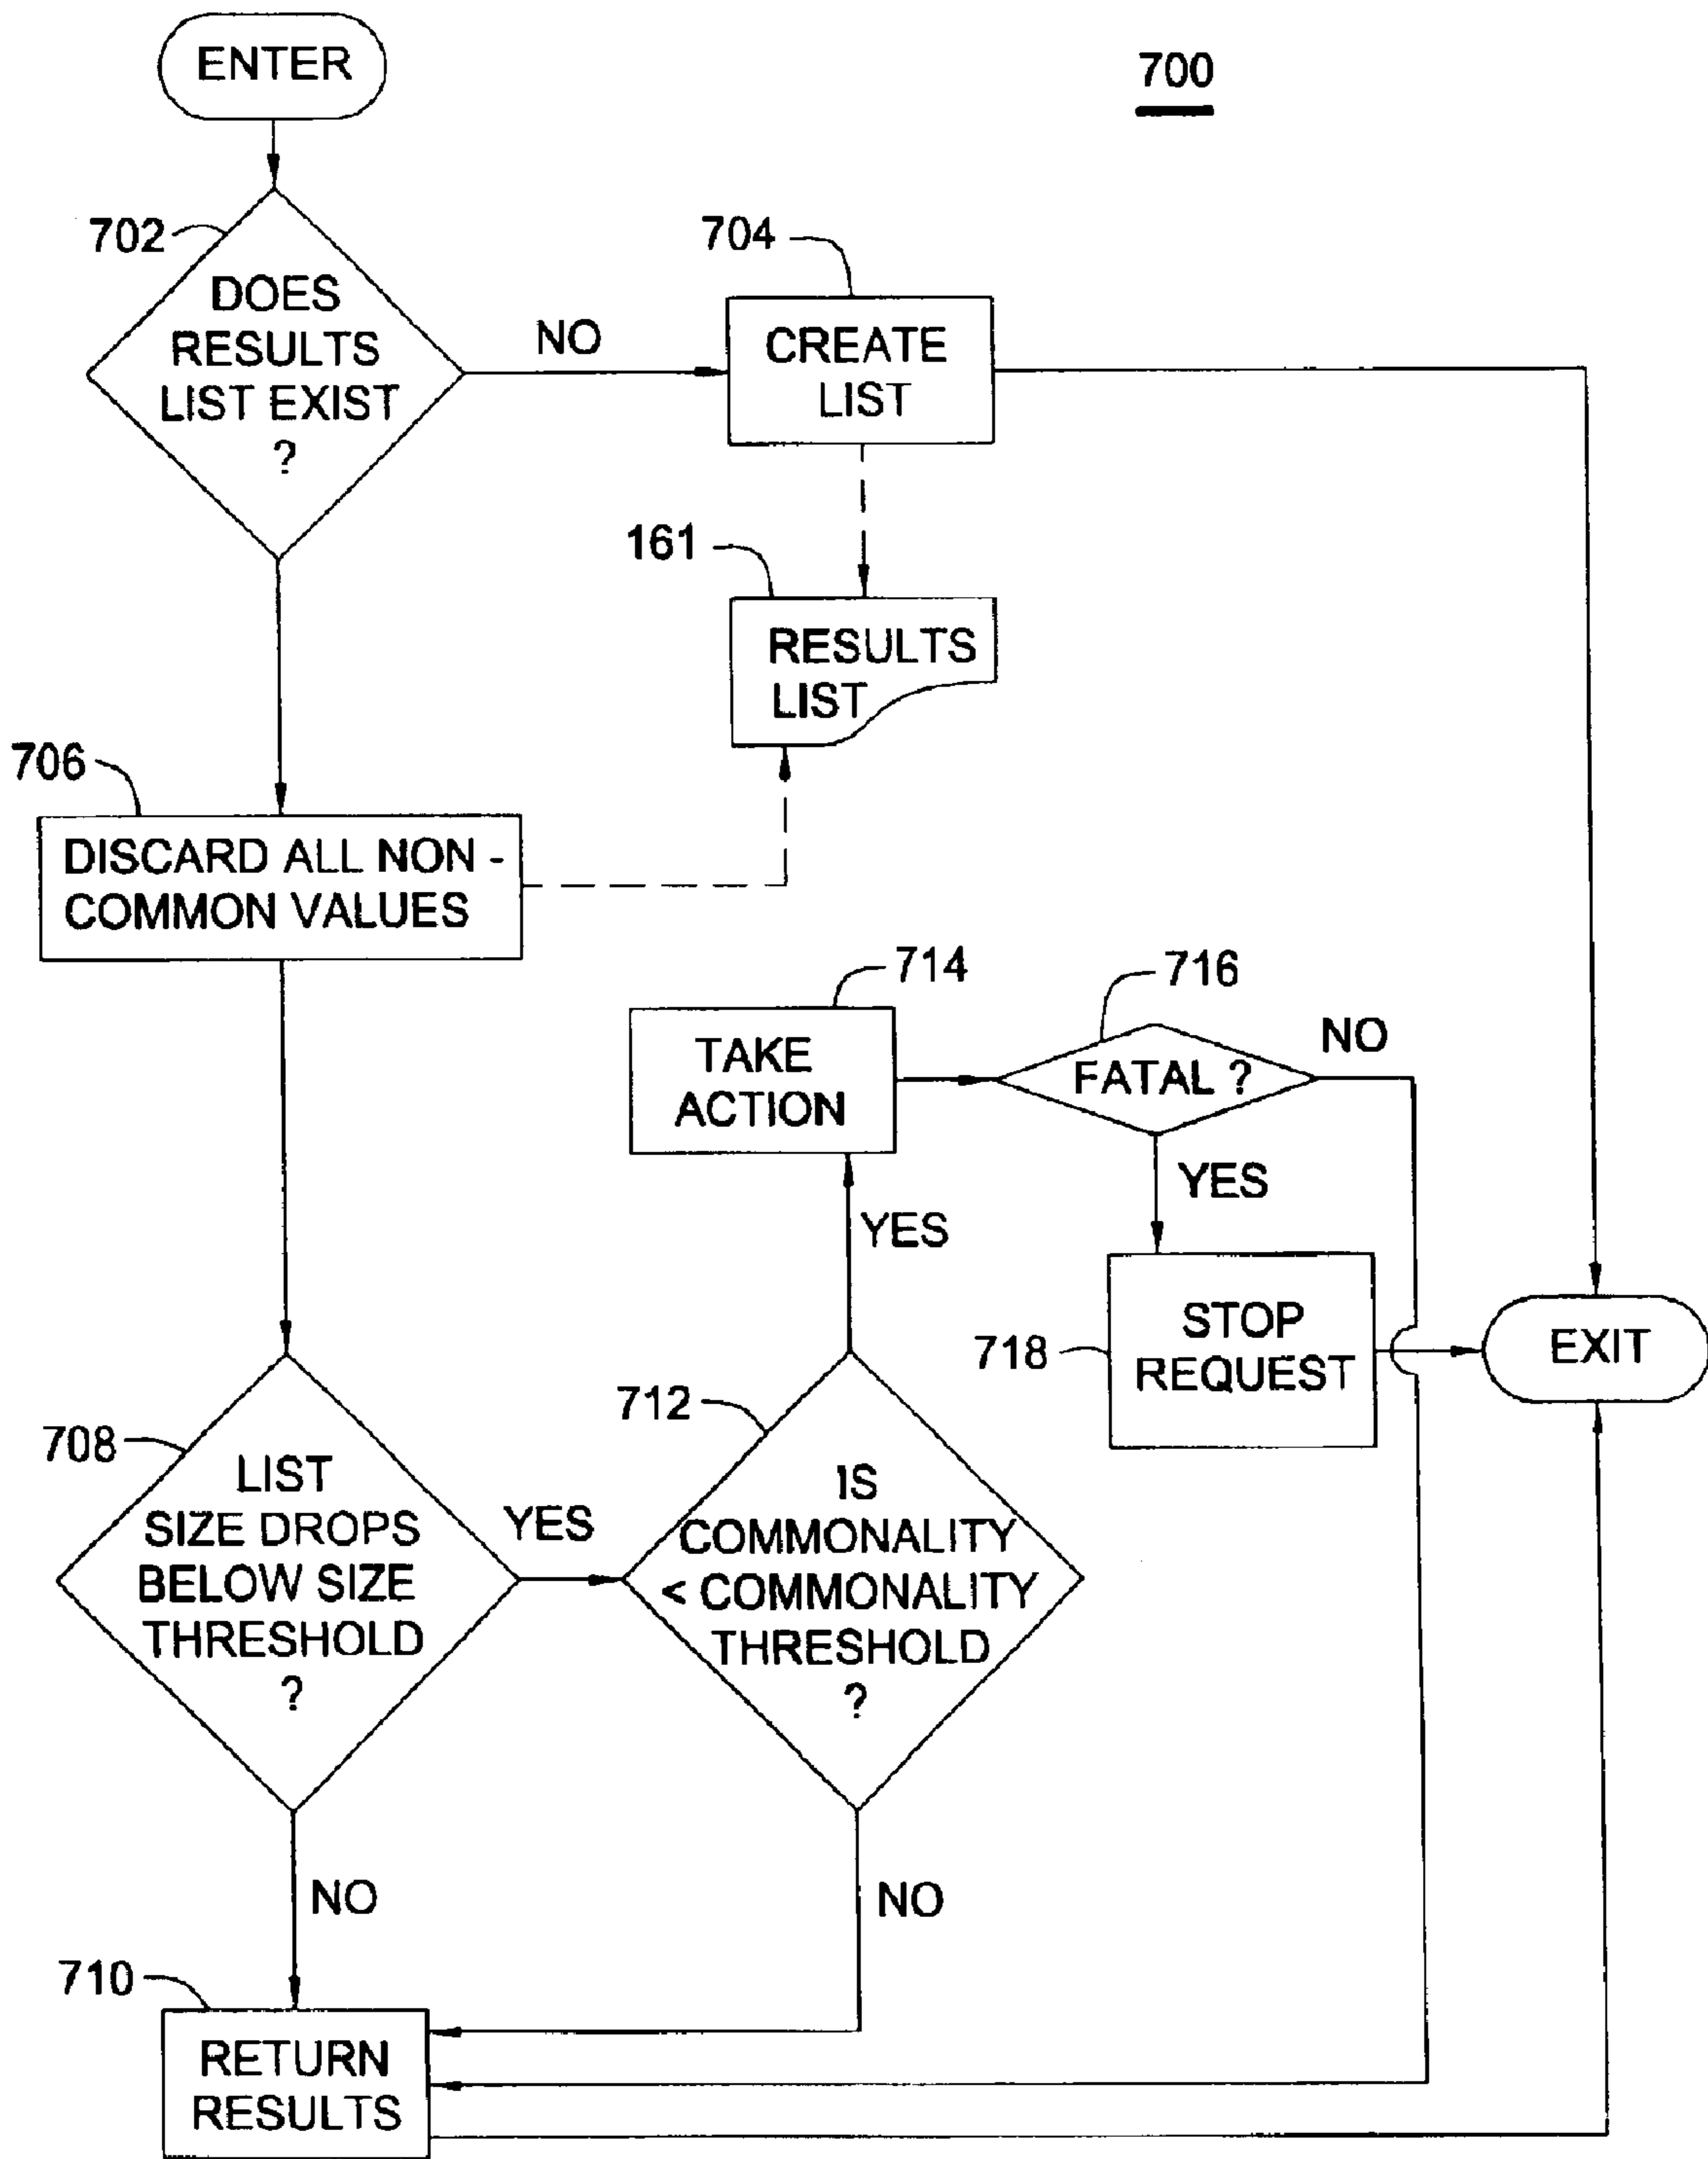 ENTER
700
702
DOES
RESULTS
LIST EXIST
?
NO
704
CREATE
LIST
161
RESULTS
LIST
706
DISCARD ALL NON -
COMMON VALUES
714
TAKE
ACTION
716
FATAL ?
NO
YES
YES
718
STOP
REQUEST
EXIT
708
LIST
SIZE DROPS
BELOW SIZE
THRESHOLD
?
YES
712
IS
COMMONALITY
< COMMONALITY
THRESHOLD
?
NO
NO
710
RETURN
RESULTS